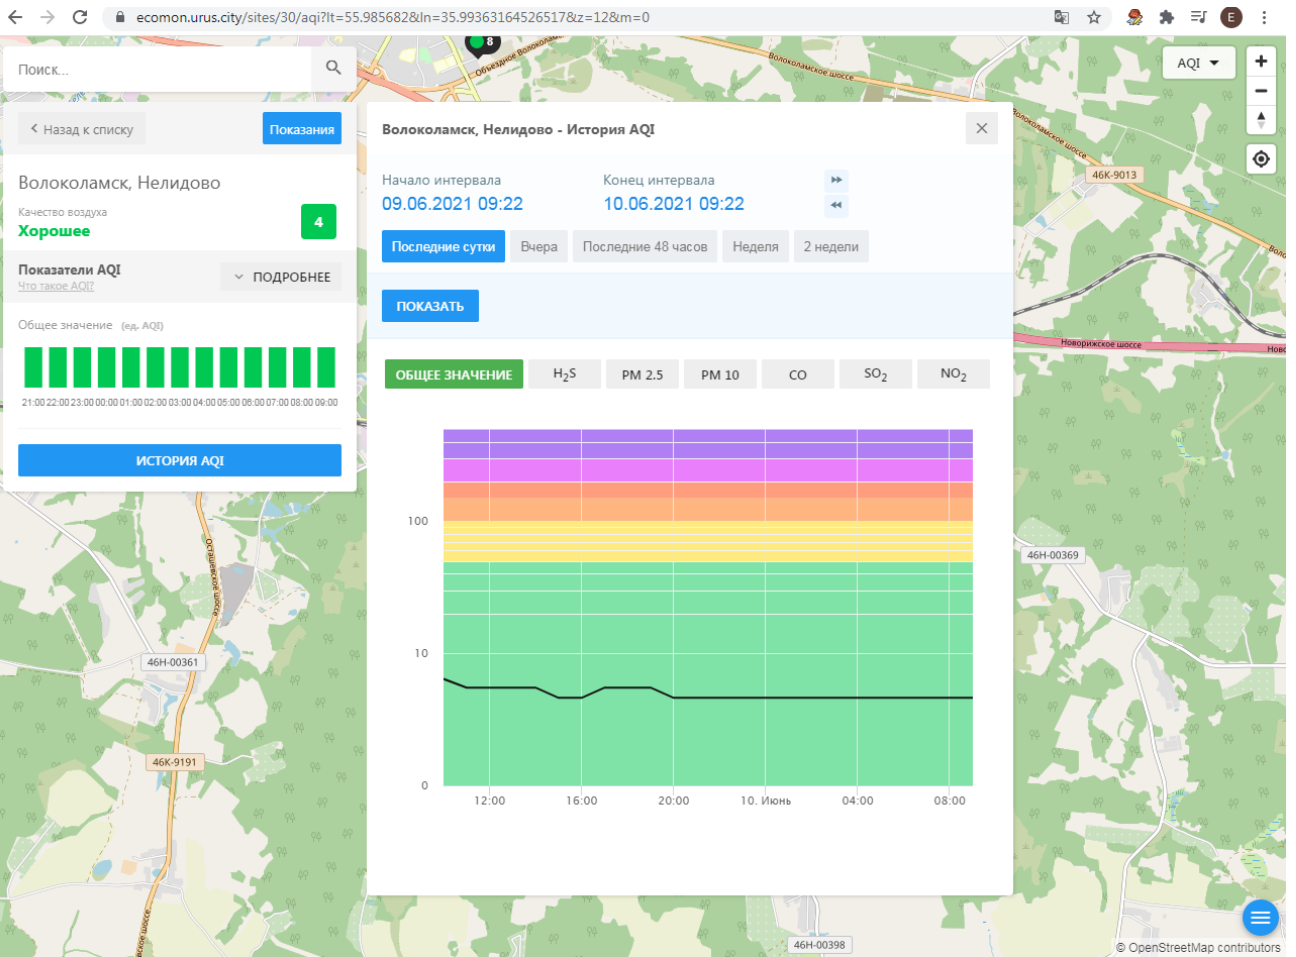 ecomon.urus.city/sites/30/aqi?lt=55.985682&ln=35.99363164526517&z=12&m=0
E
Поиск...
8
Объездное Волоколамское
Волоколамское шоссе
AQI
Назад к списку
Показания
Волоколамск, Нелидово
Качество воздуха
Хорошее
4
Показатели AQI
Что такое AQI?
ПОДРОБНЕЕ
Общее значение (ед. AQI)
21:00 22:00 23:00 00:00 01:00 02:00 03:00 04:00 05:00 06:00 07:00 08:00 09:00
ИСТОРИЯ AQI
Волоколамск, Нелидово - История AQI
Начало интервала
09.06.2021 09:22
Конец интервала
10.06.2021 09:22
Последние сутки
Вчера
Последние 48 часов
Неделя
2 недели
ПОКАЗАТЬ
ОБЩЕЕ ЗНАЧЕНИЕ
H2S
PM 2.5
PM 10
CO
SO2
NO2
100
10
0
12:00
16:00
20:00
10. Июнь
04:00
08:00
Волоколамское шоссе
46К-9013
Новорижское шоссе
Осташевское шоссе
46Н-00369
46Н-00361
46К-9191
46Н-00398
© OpenStreetMap contributors